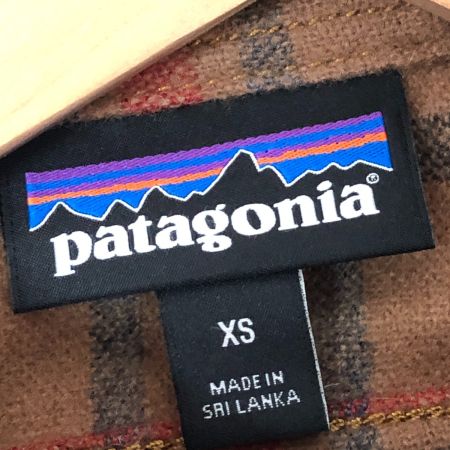 patagonia®
XS
MADE IN
SRI LANKA